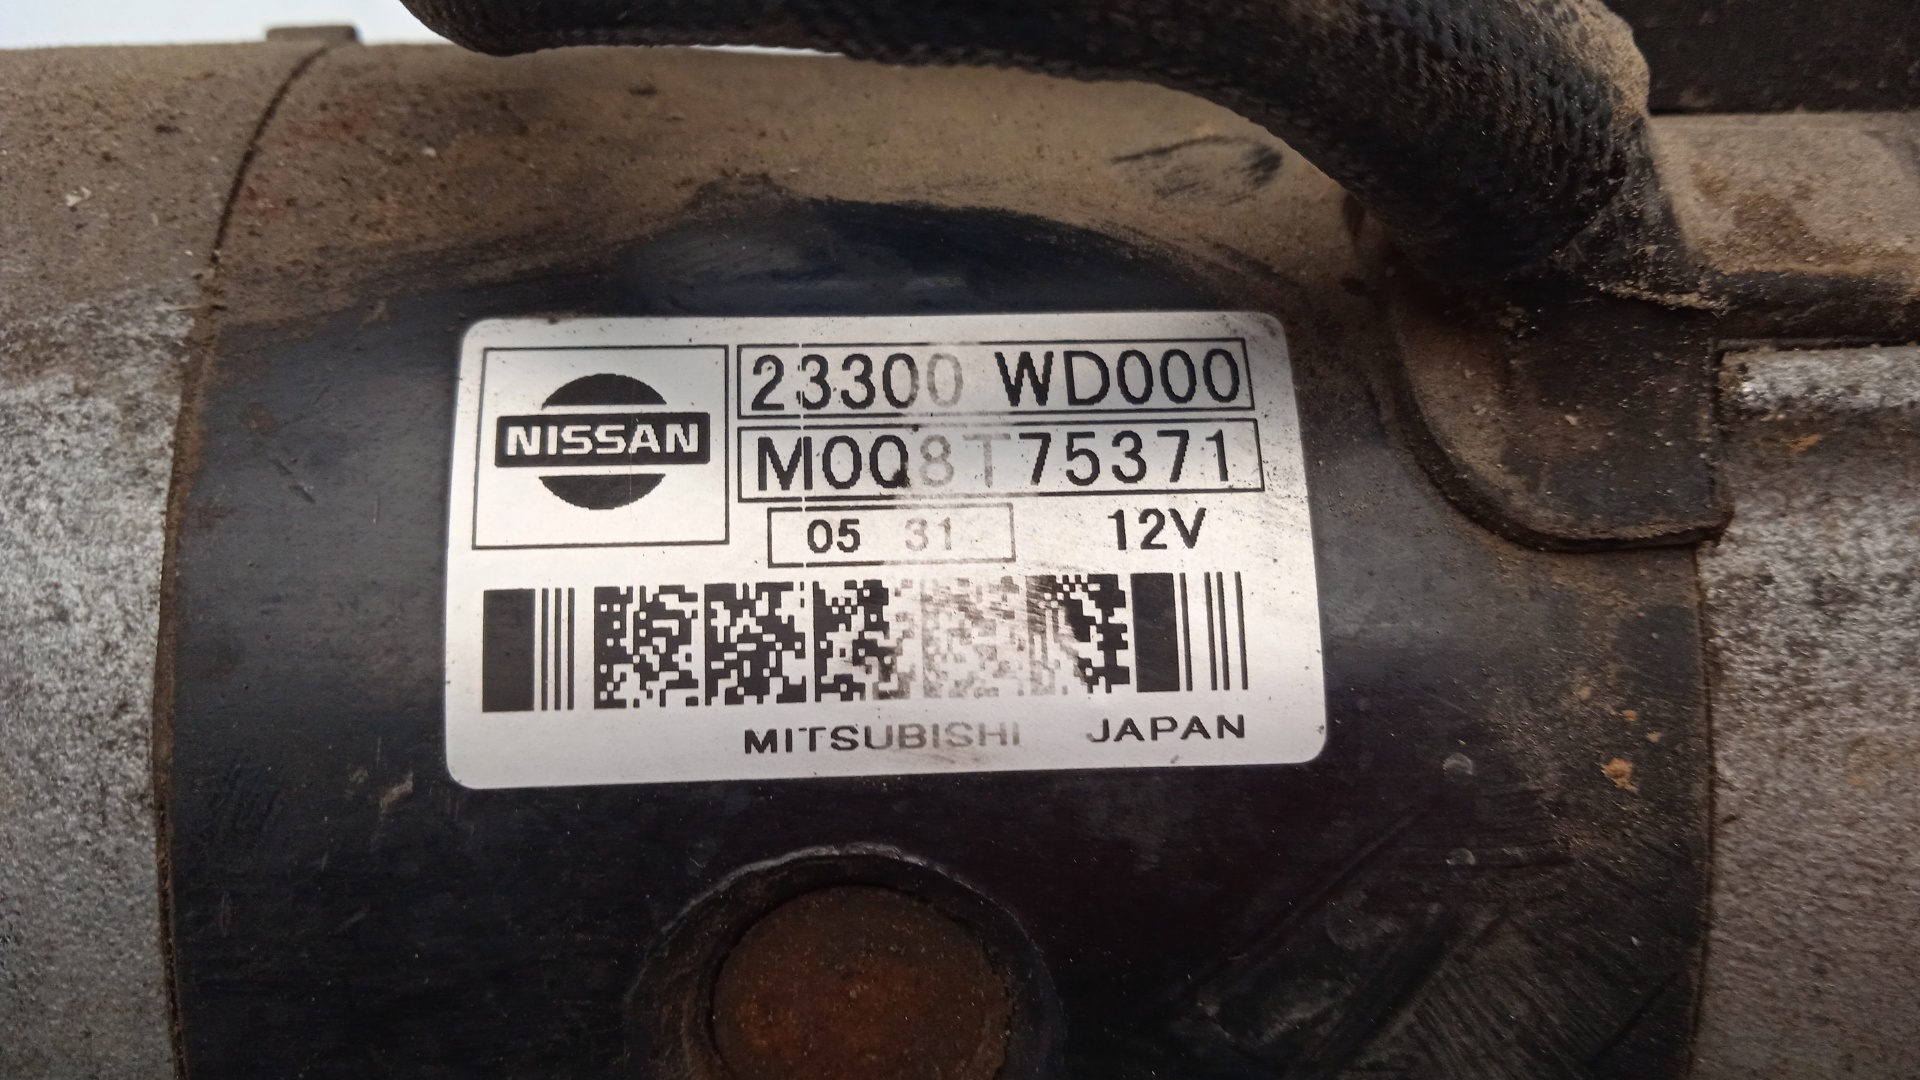 NISSAN
23300 WD000
M0Q8T75371
05 31 12V
MITSUBISHI JAPAN